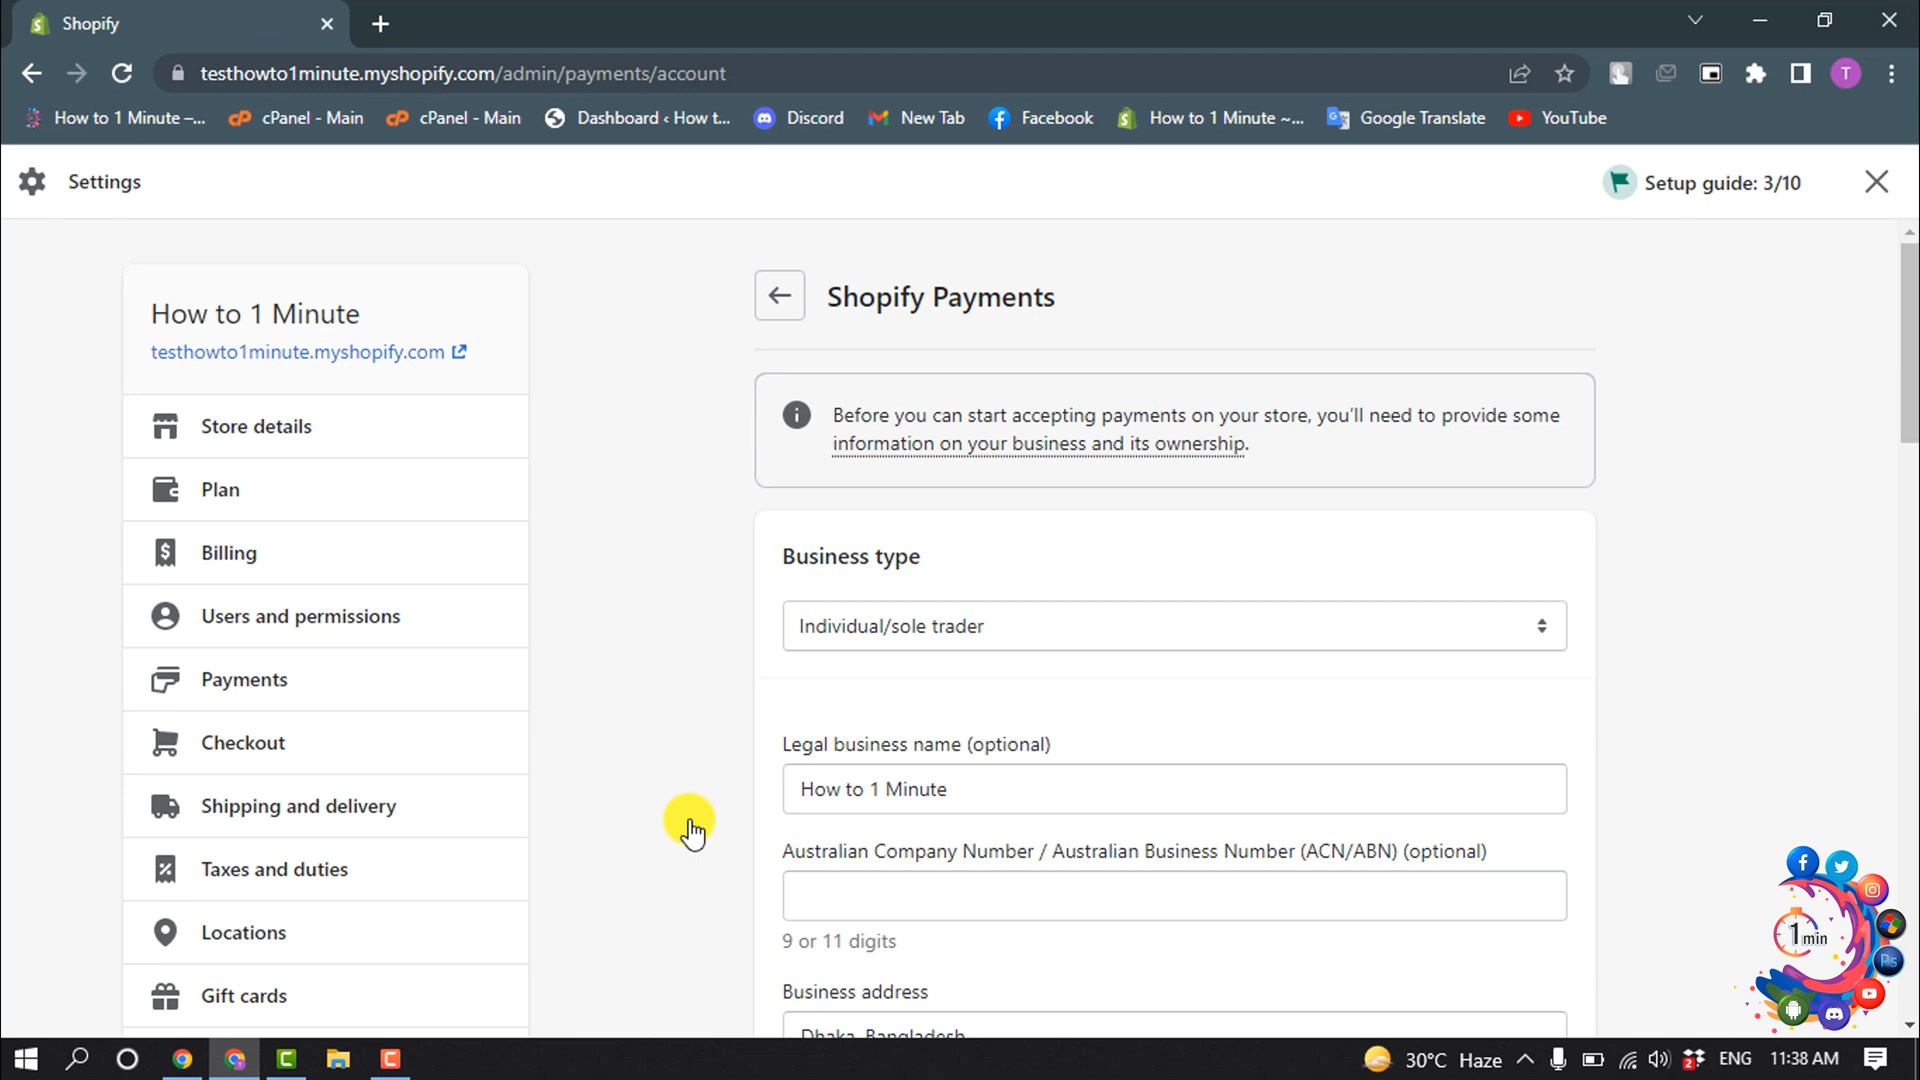 Shopify
testhowto1minute.myshopify.com/admin/payments/account
T
How to 1 Minute –...
cPanel - Main
cPanel - Main
Dashboard ‹ How t...
Discord
New Tab
Facebook
How to 1 Minute ~...
Google Translate
YouTube
Settings
Setup guide: 3/10
How to 1 Minute
testhowto1minute.myshopify.com
Store details
Plan
Billing
Users and permissions
Payments
Checkout
Shipping and delivery
Taxes and duties
Locations
Gift cards
Shopify Payments
Before you can start accepting payments on your store, you'll need to provide some
information on your business and its ownership.
Business type
Individual/sole trader
Legal business name (optional)
How to 1 Minute
Australian Company Number / Australian Business Number (ACN/ABN) (optional)
9 or 11 digits
Business address
Dhaka, Bangladesh
1min
Ps
30°C Haze
2
ENG
11:38 AM